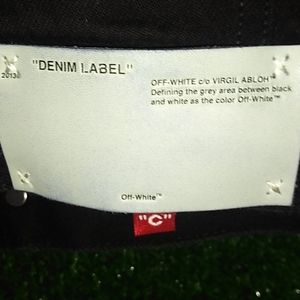 "DENIM LABEL"
20130
OFF-WHITE c/o VIRGIL ABLOH™
Defining the grey area between black
and white as the color Off-White™
Off-White™
"C"